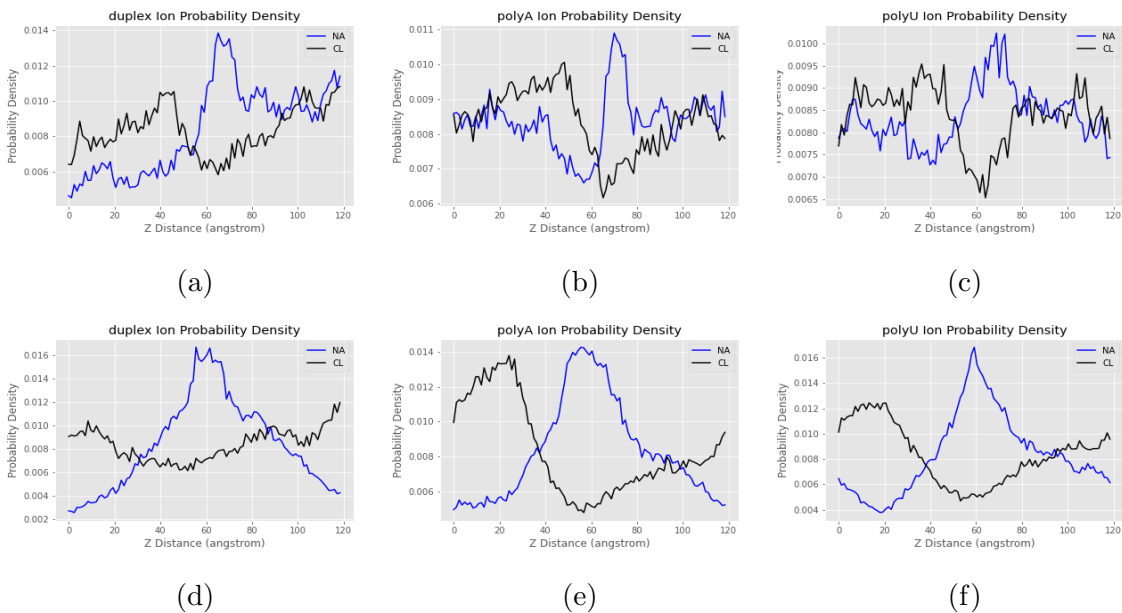 duplex Ion Probability Density
NA
CL
Probability Density
0.014
0.012
0.010
0.008
0.006
0 20 40 60 80 100 120
Z Distance (angstrom)
(a)
polyA Ion Probability Density
NA
CL
Probability Density
0.011
0.010
0.009
0.008
0.007
0.006
0 20 40 60 80 100 120
Z Distance (angstrom)
(b)
polyU Ion Probability Density
NA
CL
Probability Density
0.0100
0.0095
0.0090
0.0085
0.0080
0.0075
0.0070
0.0065
0 20 40 60 80 100 120
Z Distance (angstrom)
(c)
duplex Ion Probability Density
NA
CL
Probability Density
0.016
0.014
0.012
0.010
0.008
0.006
0.004
0.002
0 20 40 60 80 100 120
Z Distance (angstrom)
(d)
polyA Ion Probability Density
NA
CL
Probability Density
0.014
0.012
0.010
0.008
0.006
0 20 40 60 80 100 120
Z Distance (angstrom)
(e)
polyU Ion Probability Density
NA
CL
Probability Density
0.016
0.014
0.012
0.010
0.008
0.006
0.004
0 20 40 60 80 100 120
Z Distance (angstrom)
(f)